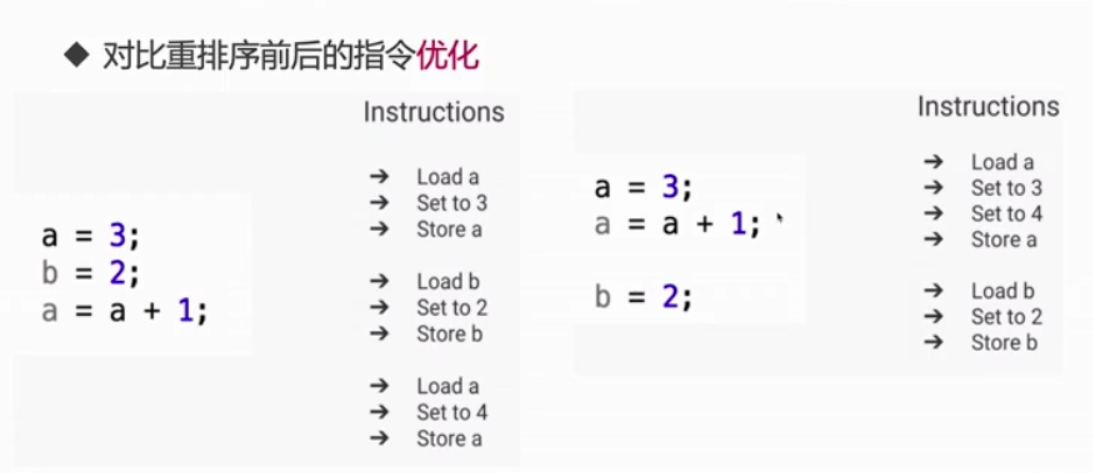 ◆ 对比重排序前后的指令优化
Instructions
→ Load a
→ Set to 3
→ Store a
a = 3;
b = 2;
a = a + 1;
→ Load b
→ Set to 2
→ Store b
→ Load a
→ Set to 4
→ Store a
Instructions
a = 3;
a = a + 1;
b = 2;
→ Load a
→ Set to 3
→ Set to 4
→ Store a
→ Load b
→ Set to 2
→ Store b